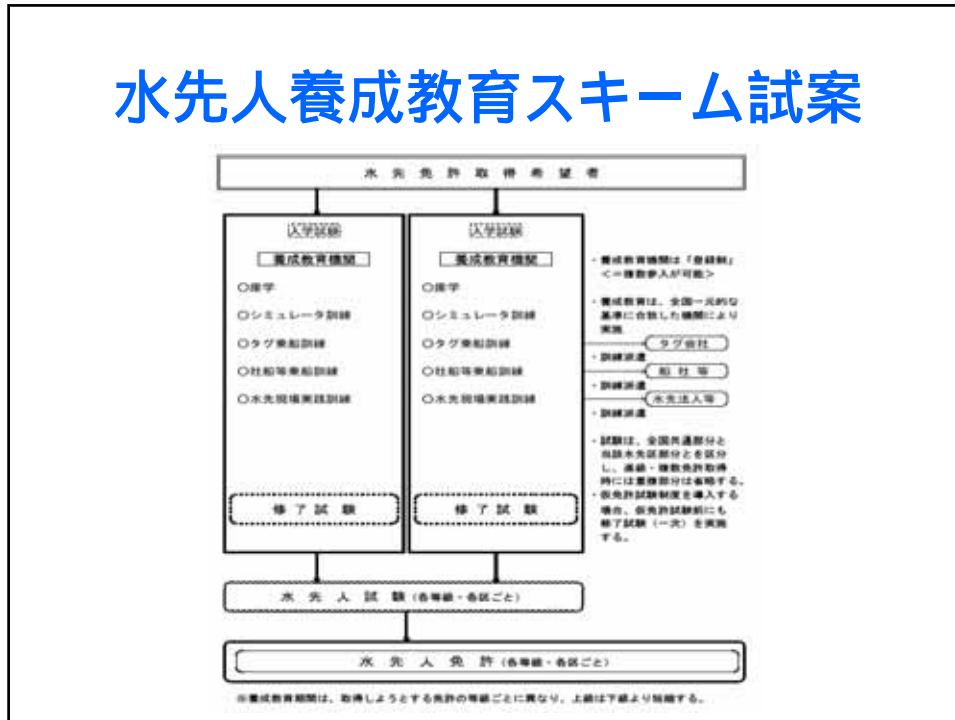 水先人養成教育スキーム試案
水先免許取得希望者
入学試験 入学試験
養成教育機関 養成教育機関
・養成教育機関は「登録制」
<=複数参入が可能>
〇座学 〇座学
・養成教育は、全国一元的な
基準に合致した機関により
実施
〇シミュレータ訓練 〇シミュレータ訓練
〇タグ乗船訓練 〇タグ乗船訓練
タグ会社
・訓練派遣
〇社船等乗船訓練 〇社船等乗船訓練
船社等
・訓練派遣
〇水先現場実践訓練 〇水先現場実践訓練
水先法人等
・訓練派遣
・試験は、全国共通部分と
当該水先区部分とを区分
し、進級・複数免許取得
時には重複部分は省略する。
・仮免許試験制度を導入する
場合、仮免許試験前にも
修了試験(一次)を実施
する。
修了試験 修了試験
水先人試験(各等級・各区ごと)
水先人免許(各等級・各区ごと)
※養成教育期間は、取得しようとする免許の等級ごとに異なり、上級は下級より短縮する。